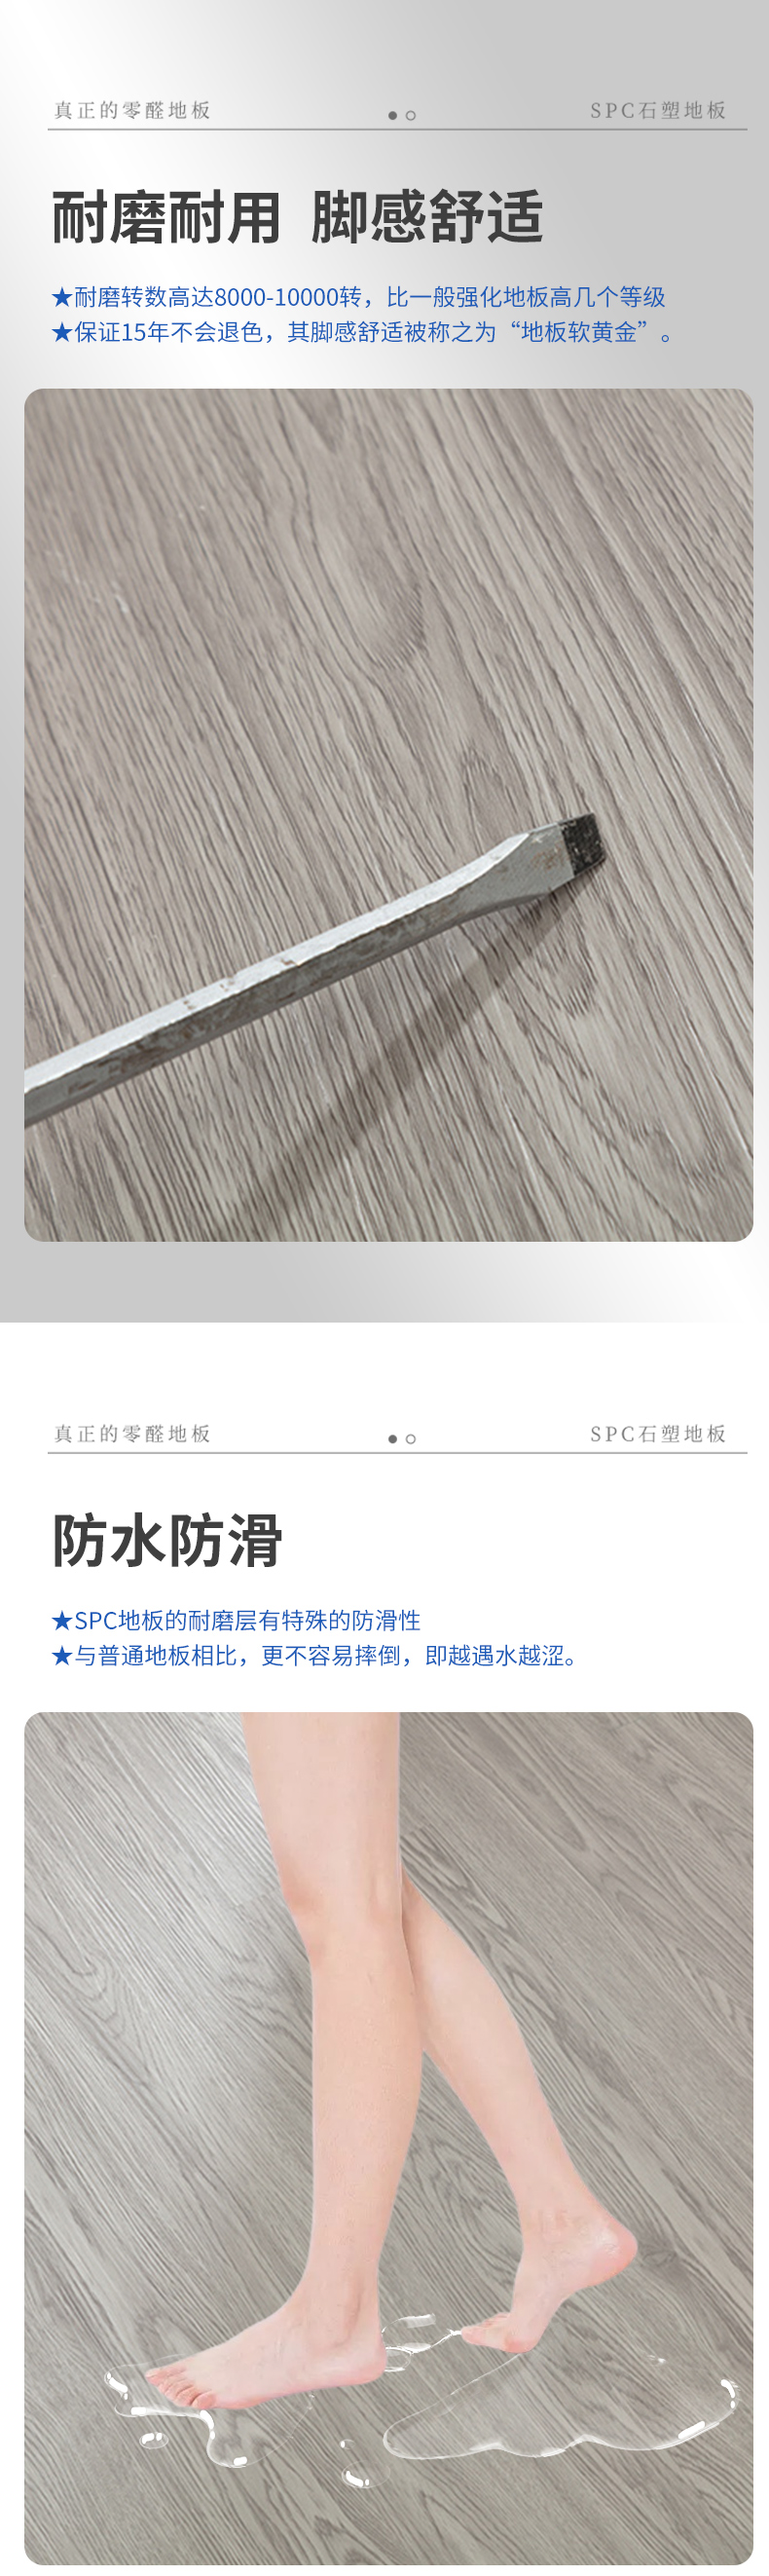 真正的零醛地板
SPC石塑地板
耐磨耐用 脚感舒适
★耐磨转数高达8000-10000转，比一般强化地板高几个等级
★保证15年不会退色，其脚感舒适被称之为“地板软黄金”。
真正的零醛地板
SPC石塑地板
防水防滑
★SPC地板的耐磨层有特殊的防滑性
★与普通地板相比，更不容易摔倒，即越遇水越涩。